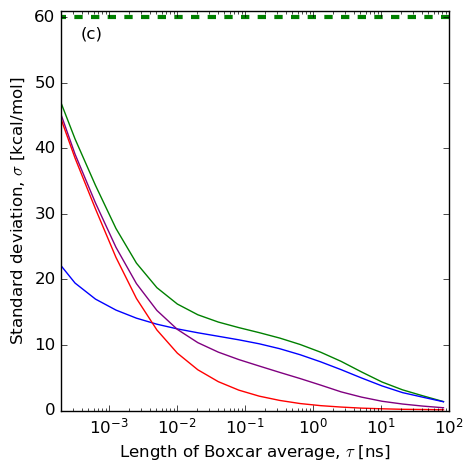 60
(c)
50
40
30
20
10
0
Standard deviation, σ [kcal/mol]
10⁻³ 10⁻² 10⁻¹ 10⁰ 10¹ 10²
Length of Boxcar average, τ [ns]